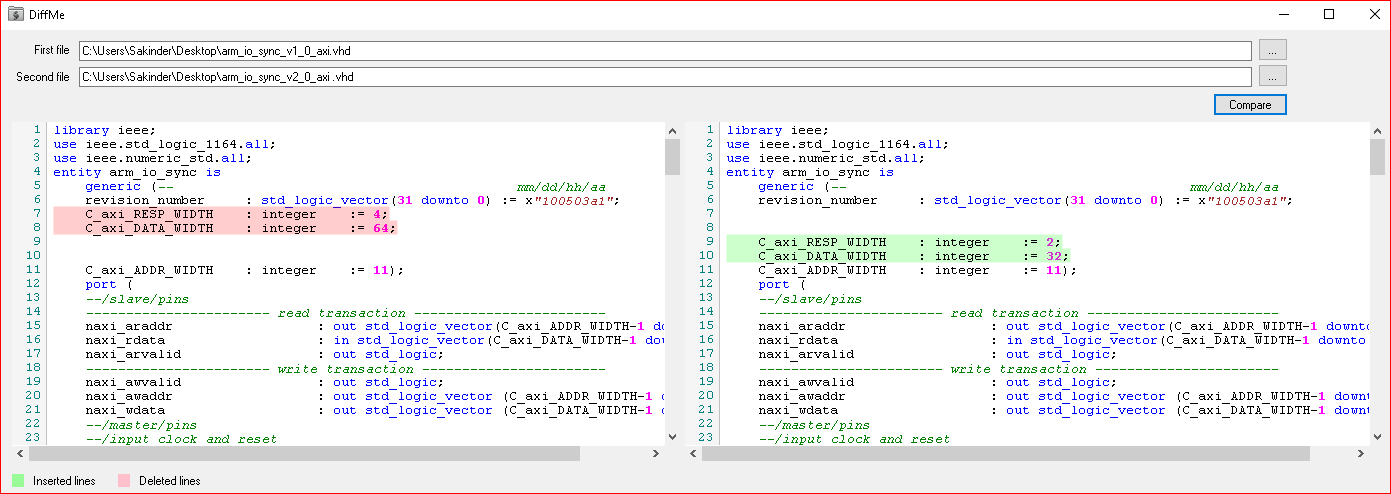 DiffMe
First file C:\Users\Sakinder\Desktop\arm_io_sync_v1_0_axi.vhd ...
Second file C:\Users\Sakinder\Desktop\arm_io_sync_v2_0_axi .vhd ...
Compare
1 library ieee;
2 use ieee.std_logic_1164.all;
3 use ieee.numeric_std.all;
4 entity arm_io_sync is
5 generic (-- mm/dd/hh/aa
6 revision_number : std_logic_vector(31 downto 0) := x"100503a1";
7 C_axi_RESP_WIDTH : integer := 4;
8 C_axi_DATA_WIDTH : integer := 64;
9
10
11 C_axi_ADDR_WIDTH : integer := 11);
12 port (
13 --/slave/pins
14 ----------------------- read transaction ------------------------
15 naxi_araddr : out std_logic_vector(C_axi_ADDR_WIDTH-1 do
16 naxi_rdata : in std_logic_vector(C_axi_DATA_WIDTH-1 dow
17 naxi_arvalid : out std_logic;
18 ----------------------- write transaction -----------------------
19 naxi_awvalid : out std_logic;
20 naxi_awaddr : out std_logic_vector (C_axi_ADDR_WIDTH-1 d
21 naxi_wdata : out std_logic_vector (C_axi_DATA_WIDTH-1 d
22 --/master/pins
23 --/input clock and reset
1 library ieee;
2 use ieee.std_logic_1164.all;
3 use ieee.numeric_std.all;
4 entity arm_io_sync is
5 generic (-- mm/dd/hh/aa
6 revision_number : std_logic_vector(31 downto 0) := x"100503a1";
7
8
9 C_axi_RESP_WIDTH : integer := 2;
10 C_axi_DATA_WIDTH : integer := 32;
11 C_axi_ADDR_WIDTH : integer := 11);
12 port (
13 --/slave/pins
14 ----------------------- read transaction ------------------------
15 naxi_araddr : out std_logic_vector(C_axi_ADDR_WIDTH-1 downt
16 naxi_rdata : in std_logic_vector(C_axi_DATA_WIDTH-1 downto
17 naxi_arvalid : out std_logic;
18 ----------------------- write transaction -----------------------
19 naxi_awvalid : out std_logic;
20 naxi_awaddr : out std_logic_vector (C_axi_ADDR_WIDTH-1 down
21 naxi_wdata : out std_logic_vector (C_axi_DATA_WIDTH-1 down
22 --/master/pins
23 --/input clock and reset
Inserted lines Deleted lines